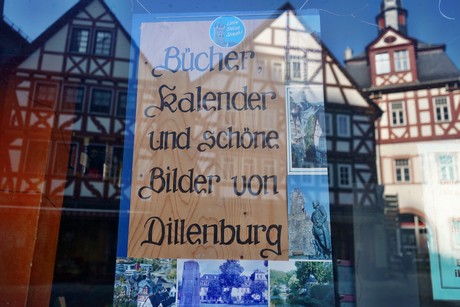 Bücher,
Kalender
und schöne
Bilder von
Dillenburg